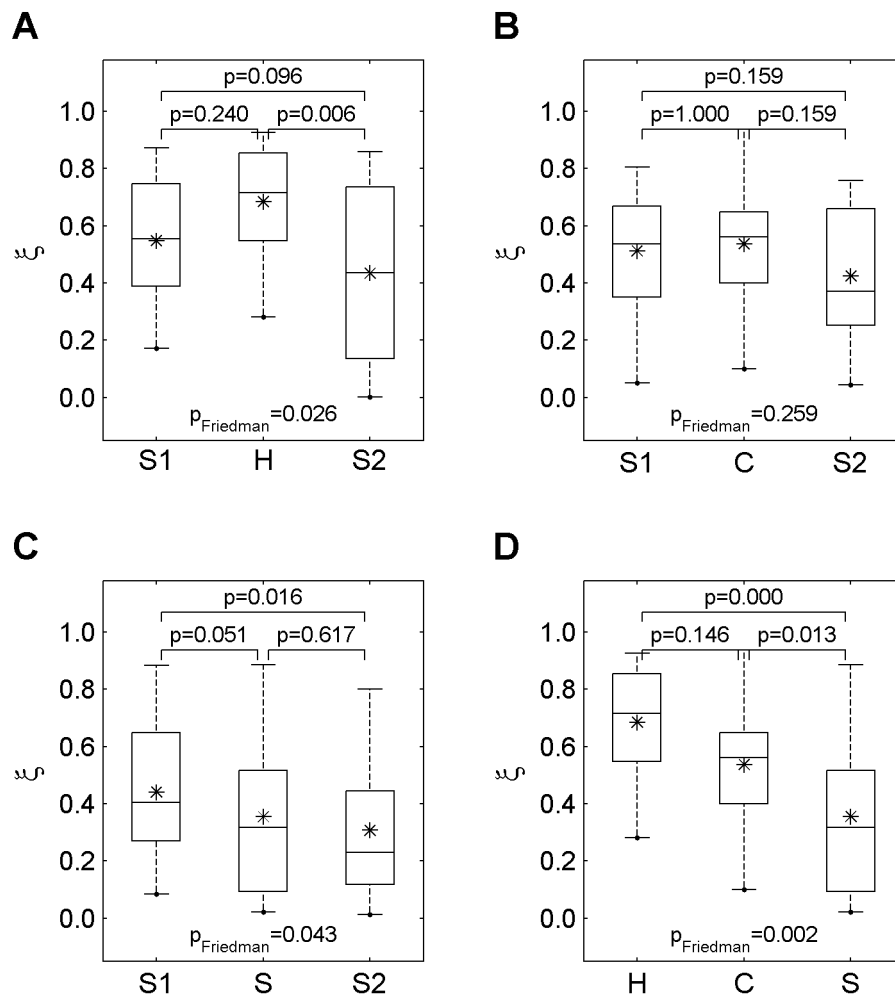 A
p=0.096
p=0.240 p=0.006
1.0
0.8
0.6
0.4
0.2
0.0
ξ
pFriedman=0.026
S1 H S2
B
p=0.159
p=1.000 p=0.159
1.0
0.8
0.6
0.4
0.2
0.0
ξ
pFriedman=0.259
S1 C S2
C
p=0.016
p=0.051 p=0.617
1.0
0.8
0.6
0.4
0.2
0.0
ξ
pFriedman=0.043
S1 S S2
D
p=0.000
p=0.146 p=0.013
1.0
0.8
0.6
0.4
0.2
0.0
ξ
pFriedman=0.002
H C S